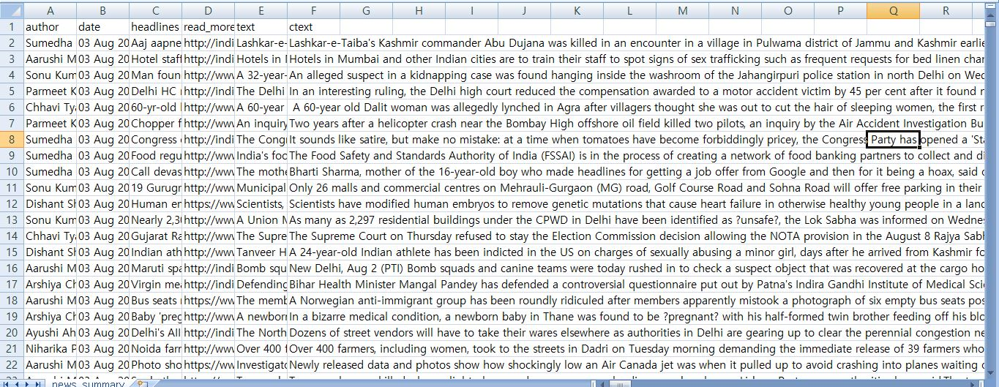 A B C D E F G H I J K L M N O P Q R
1 author date headlines read_more text ctext
2 Sumedha 03 Aug 20 Aaj aapne http://indi Lashkar-e- Lashkar-e-Taiba's Kashmir commander Abu Dujana was killed in an encounter in a village in Pulwama district of Jammu and Kashmir earlie
3 Aarushi M 03 Aug 20 Hotel staff http://indi Hotels in I Hotels in Mumbai and other Indian cities are to train their staff to spot signs of sex trafficking such as frequent requests for bed linen char
4 Sonu Kum 03 Aug 20 Man foun http://ww A 32-year- An alleged suspect in a kidnapping case was found hanging inside the washroom of the Jahangirpuri police station in north Delhi on Wed
5 Parmeet K 03 Aug 20 Delhi HC http://indi The Delhi In an interesting ruling, the Delhi high court reduced the compensation awarded to a motor accident victim by 45 per cent after it found
6 Chhavi Tya 03 Aug 20 60-yr-old http://indi A 60-year A 60-year old Dalit woman was allegedly lynched in Agra after villagers thought she was out to cut the hair of sleeping women, the first
7 Parmeet K 03 Aug 20 Chopper f http://indi An inquiry Two years after a helicopter crash near the Bombay High offshore oil field killed two pilots, an inquiry by the Air Accident Investigation Bu
8 Sumedha 03 Aug 20 Congress http://indi The Cong It sounds like satire, but make no mistake: at a time when tomatoes have become forbiddingly pricey, the Congress Party has opened a 'Sta
9 Sumedha 03 Aug 20 Food regu http://indi India's foo The Food Safety and Standards Authority of India (FSSAI) is in the process of creating a network of food banking partners to collect and di
10 Sumedha 03 Aug 20 Call devas http://indi The mothe Bharti Sharma, mother of the 16-year-old boy who made headlines for getting a job offer from Google and then for it being a hoax, said
11 Sonu Kum 03 Aug 20 19 Gurugr http://ww Municipal Only 26 malls and commercial centres on Mehrauli-Gurgaon (MG) road, Golf Course Road and Sohna Road will offer free parking in their
12 Dishant Sh 03 Aug 20 Human er http://ww Scientists, Scientists have modified human embryos to remove genetic mutations that cause heart failure in otherwise healthy young people in a land
13 Sonu Kum 03 Aug 20 Nearly 2,30 http://ww A Union M As many as 2,297 residential buildings under the CPWD in Delhi have been identified as ?unsafe?, the Lok Sabha was informed on Wednes
14 Chhavi Tya 03 Aug 20 Gujarat Ra http://ww The Supre The Supreme Court on Thursday refused to stay the Election Commission decision allowing the NOTA provision in the August 8 Rajya Sabh
15 Dishant Sh 03 Aug 20 Indian ath http://ww Tanveer H A 24-year-old Indian athlete has been indicted in the US on charges of sexually abusing a minor girl, days after he arrived from Kashmir fo
16 Aarushi M 03 Aug 20 Maruti spa http://indi Bomb squ New Delhi, Aug 2 (PTI) Bomb squads and canine teams were today rushed in to check a suspect object that was recovered at the cargo ho
17 Arshiya Ch 03 Aug 20 Virgin mea http://indi Defending Bihar Health Minister Mangal Pandey has defended a controversial questionnaire put out by Patna's Indira Gandhi Institute of Medical Scie
18 Aarushi M 03 Aug 20 Bus seats https://ww The memb A Norwegian anti-immigrant group has been roundly ridiculed after members apparently mistook a photograph of six empty bus seats pos
19 Arshiya Ch 03 Aug 20 Baby 'preg http://ww A newborn In a bizarre medical condition, a newborn baby in Thane was found to be ?pregnant? with his half-formed twin brother feeding off his blo
20 Ayushi Ah 03 Aug 20 Delhi's All http://ww The North Dozens of street vendors will have to take their wares elsewhere as authorities in Delhi are gearing up to clear the perennial congestion ne
21 Niharika P 03 Aug 20 Noida farr http://ww Over 400 f Over 400 farmers, including women, took to the streets in Dadri on Tuesday morning demanding the immediate release of 39 farmers who
22 Aarushi M 03 Aug 20 Photo sho https://ww Investigato Newly released data and photos show how shockingly low an Air Canada jet was when it pulled up to avoid crashing into planes waiting
news_summary